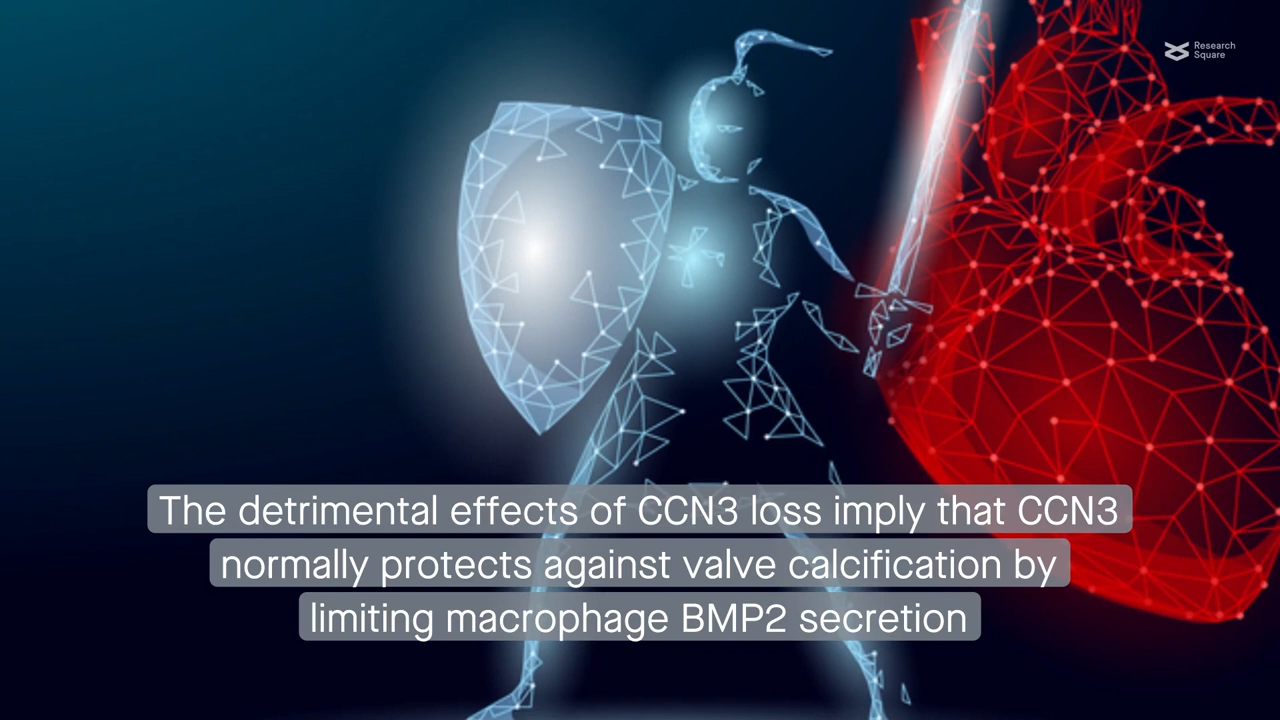 Research
Square
The detrimental effects of CCN3 loss imply that CCN3
normally protects against valve calcification by
limiting macrophage BMP2 secretion